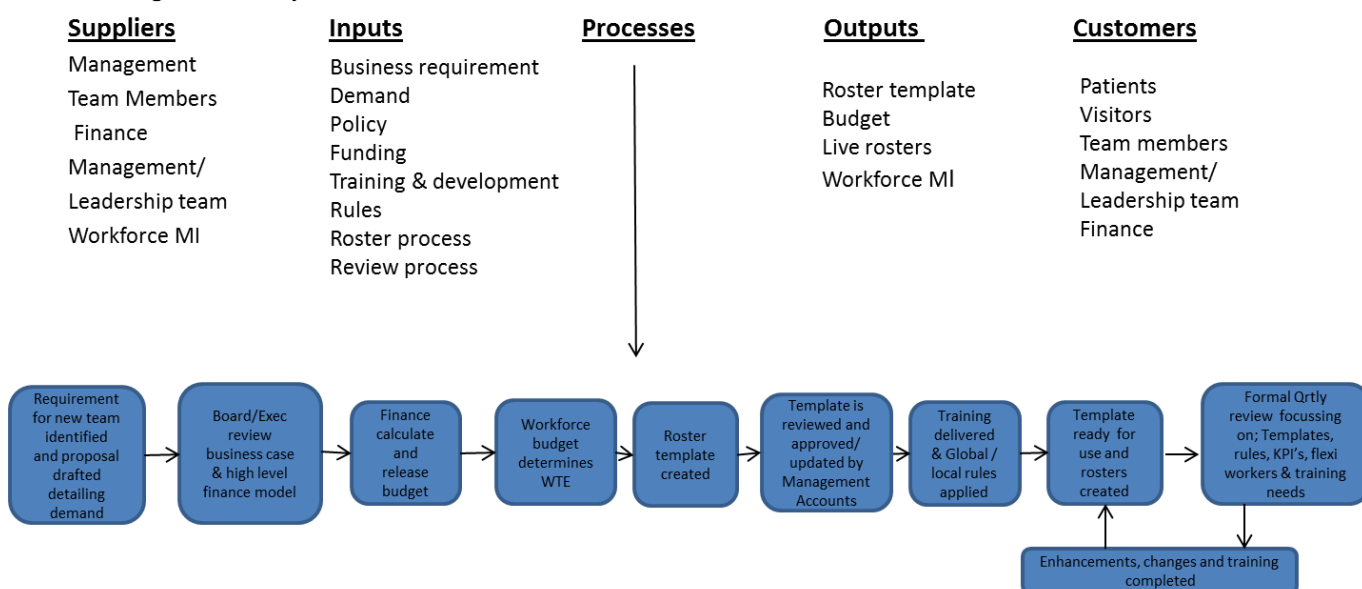 Suppliers
Management
Team Members
Finance
Management/
Leadership team
Workforce MI
Inputs
Business requirement
Demand
Policy
Funding
Training & development
Rules
Roster process
Review process
Processes
Outputs
Roster template
Budget
Live rosters
Workforce MI
Customers
Patients
Visitors
Team members
Management/
Leadership team
Finance
Requirement
for new team
identified
and proposal
drafted
detailing
demand
Board/Exec
review
business case
& high level
finance model
Finance
calculate
and
release
budget
Workforce
budget
determines
WTE
Roster
template
created
Template is
reviewed and
approved/
updated by
Management
Accounts
Training
delivered
& Global /
local rules
applied
Template
ready for
use and
rosters
created
Formal Qrtly
review focussing
on; Templates,
rules, KPI's, flexi
workers & training
needs
Enhancements, changes and training
completed